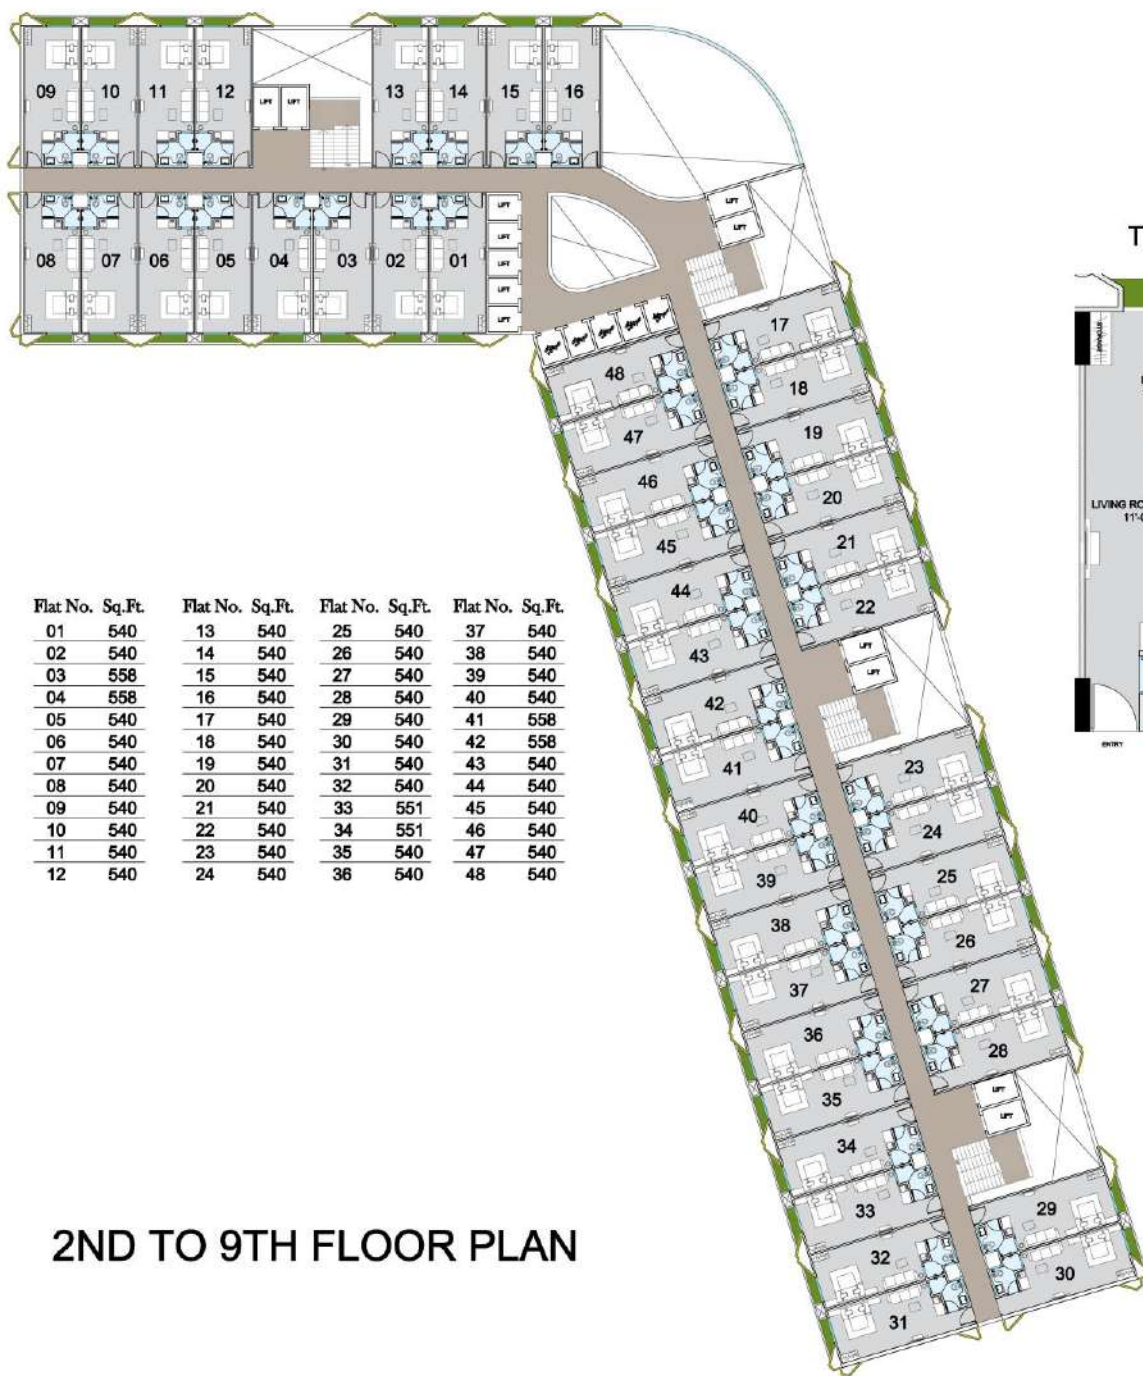 09 10 11 12 13 14 15 16
LIFT LIFT
LIFT
LIFT
LIFT
LIFT
LIFT
LIFT
LIFT
08 07 06 05 04 03 02 01
T
STORAGE
LIVING RO
ENTRY
17
18
19
20
21
22
LIFT
LIFT
23
24
25
26
27
28
LIFT
LIFT
29
30
48
47
46
45
44
43
42
41
40
39
38
37
36
35
34
33
32
31
Flat No. Sq.Ft. Flat No. Sq.Ft. Flat No. Sq.Ft. Flat No. Sq.Ft.
01 540 13 540 25 540 37 540
02 540 14 540 26 540 38 540
03 558 15 540 27 540 39 540
04 558 16 540 28 540 40 540
05 540 17 540 29 540 41 558
06 540 18 540 30 540 42 558
07 540 19 540 31 540 43 540
08 540 20 540 32 540 44 540
09 540 21 540 33 551 45 540
10 540 22 540 34 551 46 540
11 540 23 540 35 540 47 540
12 540 24 540 36 540 48 540
2ND TO 9TH FLOOR PLAN